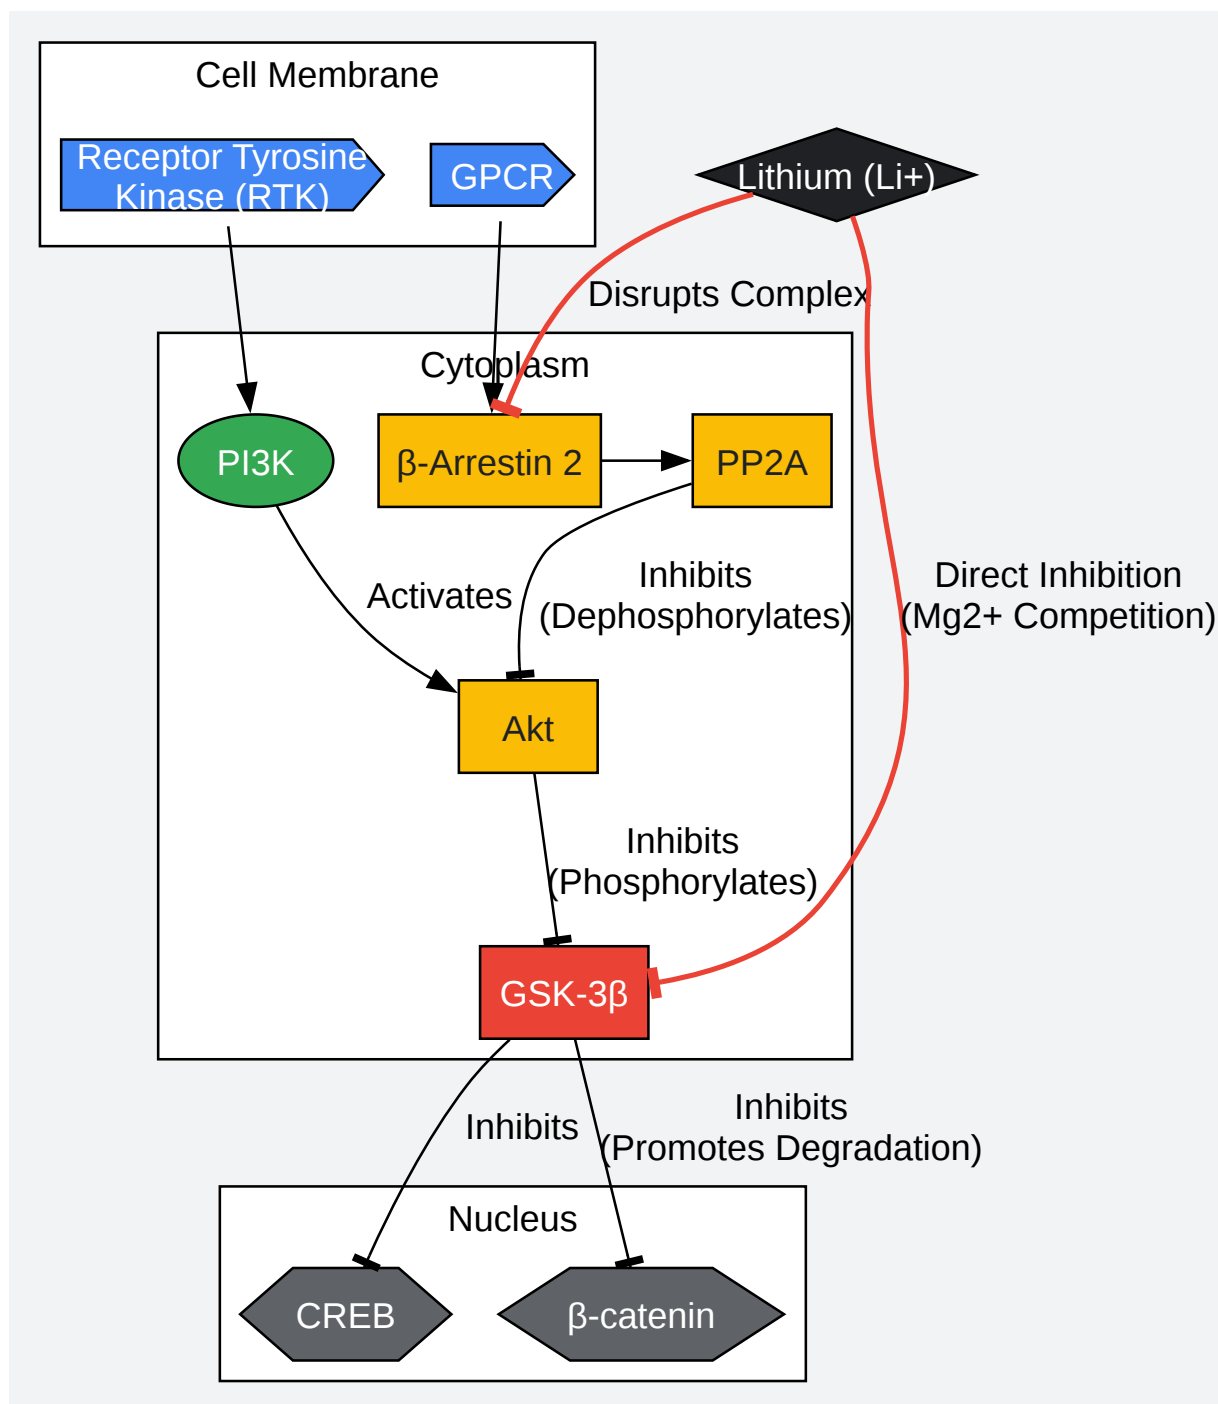 Cell Membrane
Receptor Tyrosine
Kinase (RTK)
GPCR
Lithium (Li+)
Disrupts Complex
Cytoplasm
PI3K
β-Arrestin 2
PP2A
Activates
Inhibits
(Dephosphorylates)
Direct Inhibition
(Mg2+ Competition)
Akt
Inhibits
(Phosphorylates)
GSK-3β
Inhibits
Inhibits
(Promotes Degradation)
Nucleus
CREB
β-catenin